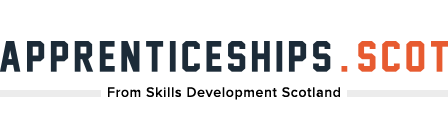 APPRENTICESHIPS.SCOT
From Skills Development Scotland